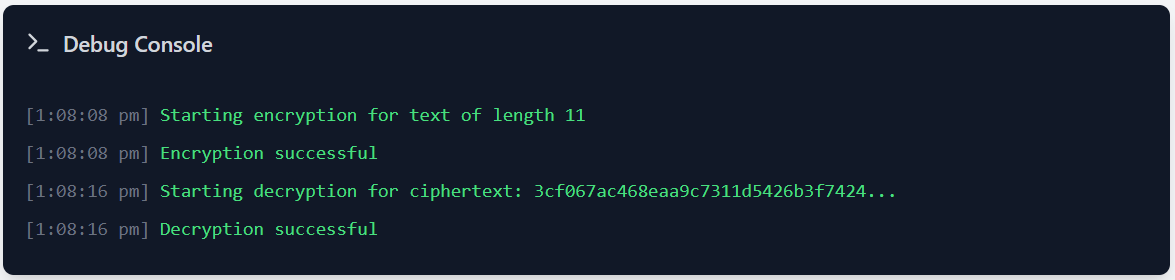 Debug Console
[1:08:08 pm] Starting encryption for text of length 11
[1:08:08 pm] Encryption successful
[1:08:16 pm] Starting decryption for ciphertext: 3cf067ac468eaa9c7311d5426b3f7424...
[1:08:16 pm] Decryption successful